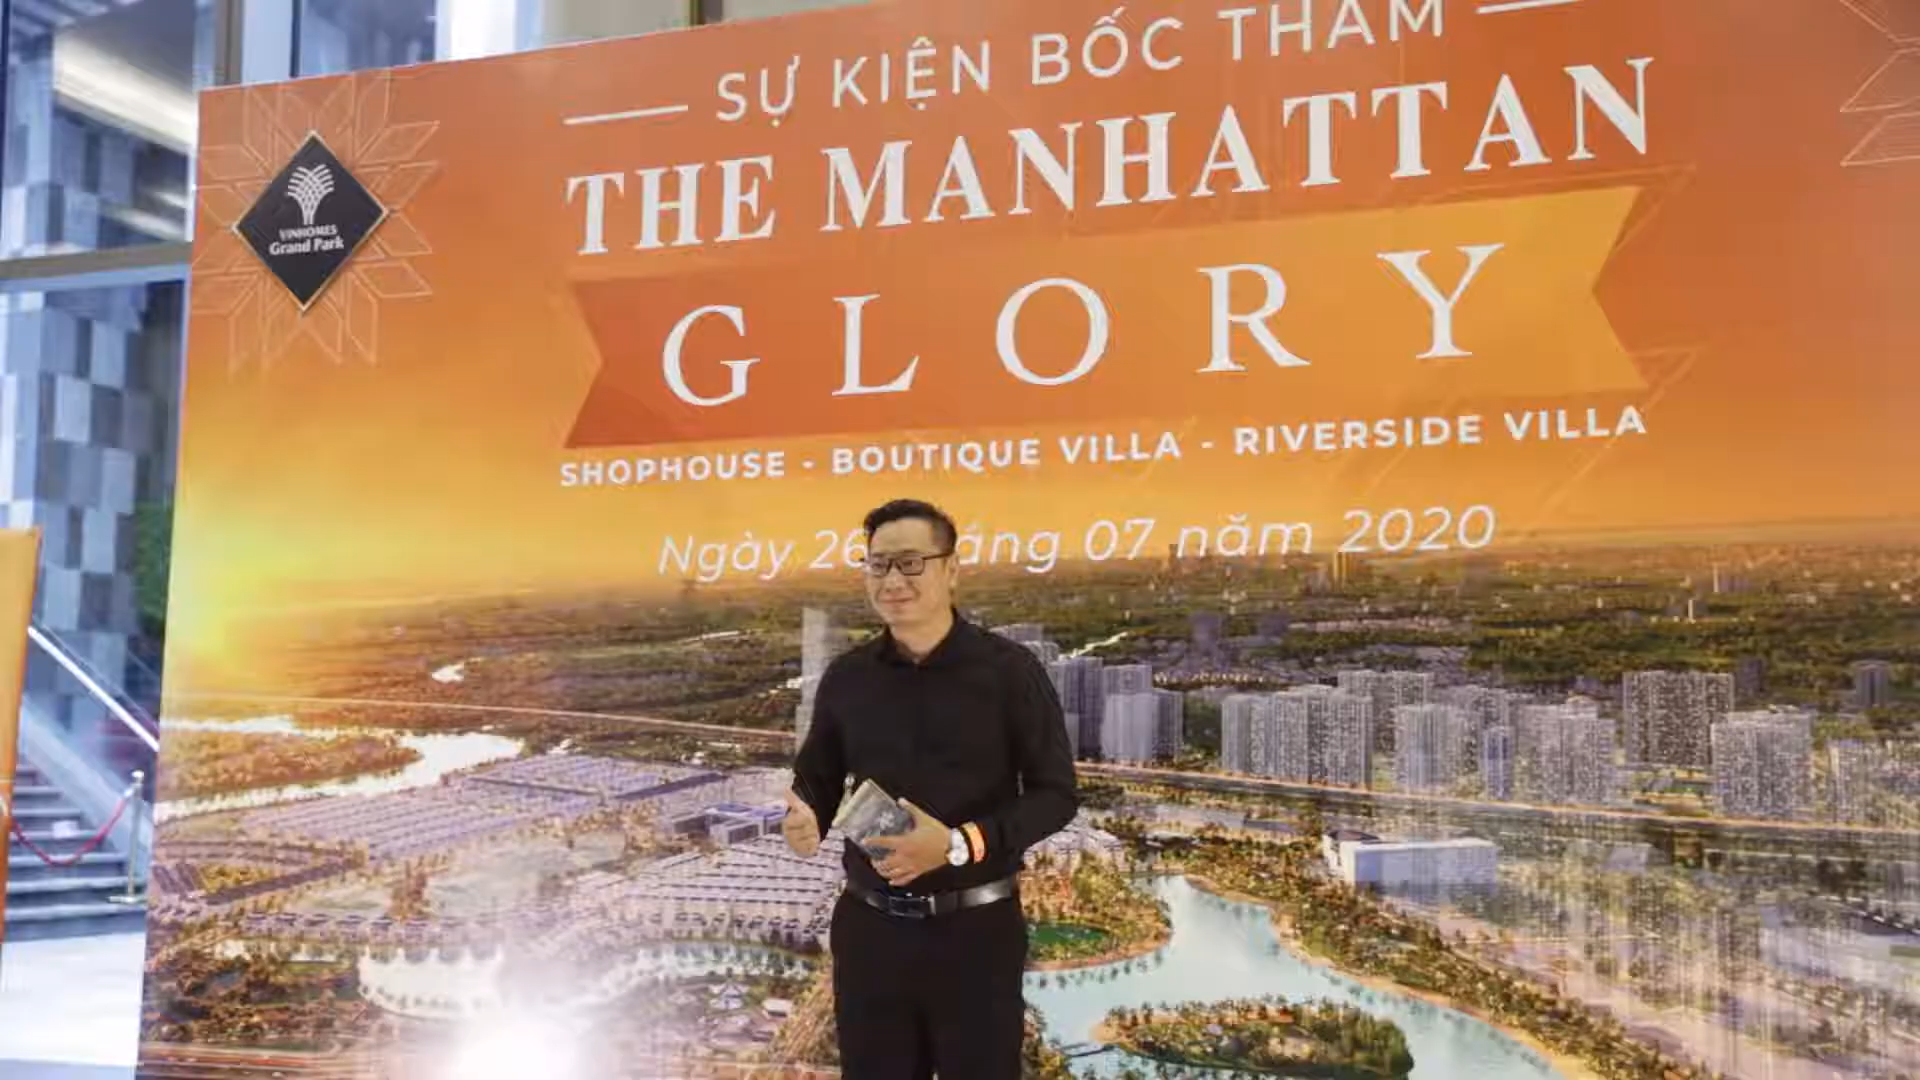 SỰ KIỆN BỐC THĂM
THE MANHATTAN
GLORY
SHOPHOUSE - BOUTIQUE VILLA - RIVERSIDE VILLA
Ngày 26 áng 07 năm 2020
VINHOMES
Grand Park